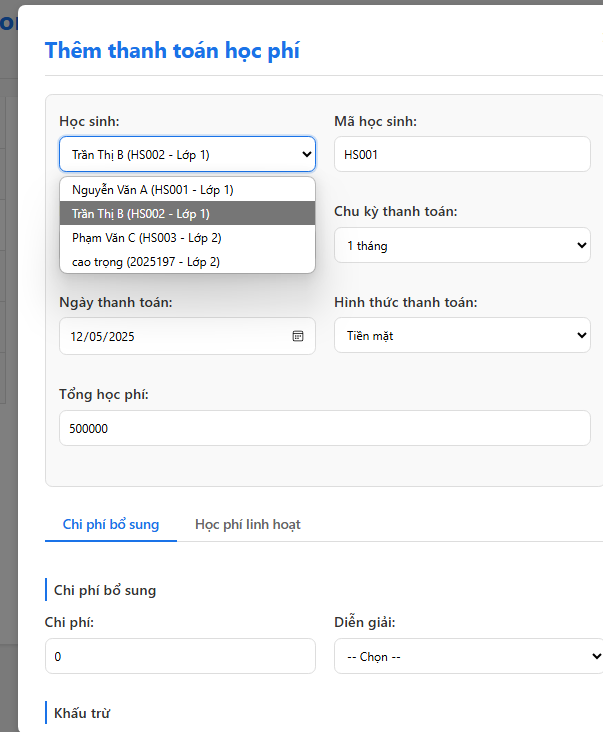 Thêm thanh toán học phí
Học sinh:
Mã học sinh:
Trần Thị B (HS002 - Lớp 1)
HS001
Nguyễn Văn A (HS001 - Lớp 1)
Trần Thị B (HS002 - Lớp 1)
Phạm Văn C (HS003 - Lớp 2)
cao trọng (2025197 - Lớp 2)
Chu kỳ thanh toán:
1 tháng
Ngày thanh toán:
Hình thức thanh toán:
12/05/2025
Tiền mặt
Tổng học phí:
500000
Chi phí bổ sung
Học phí linh hoạt
Chi phí bổ sung
Chi phí:
Diễn giải:
0
-- Chọn --
Khấu trừ